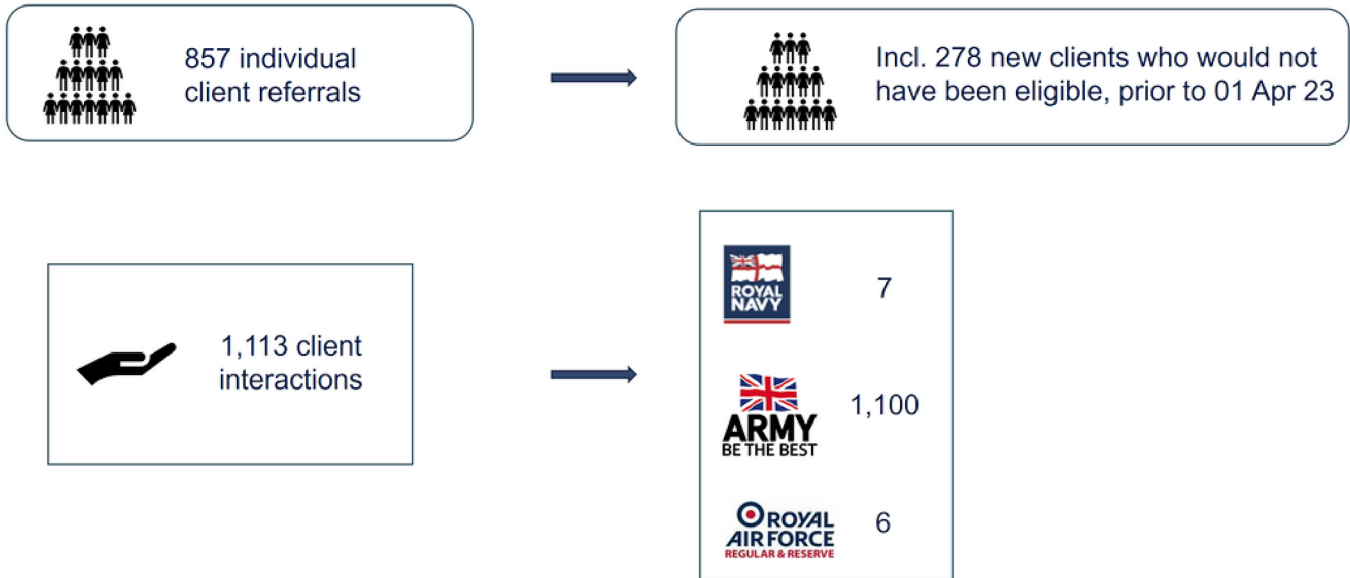 857 individual
client referrals
Incl. 278 new clients who would not
have been eligible, prior to 01 Apr 23
1,113 client
interactions
ROYAL
NAVY
7
ARMY
BE THE BEST
1,100
ROYAL
AIR FORCE
REGULAR & RESERVE
6